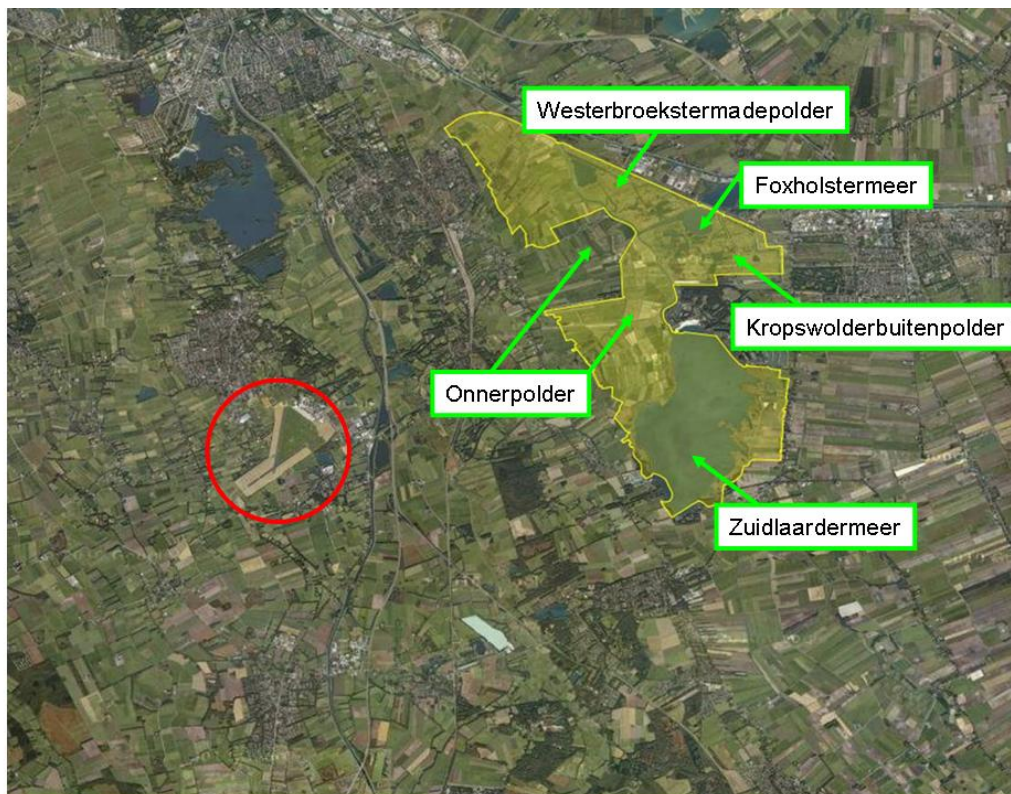 Westerbroekstermadepolder
Foxholstermeer
Kropswolderbuitenpolder
Onnerpolder
Zuidlaardermeer